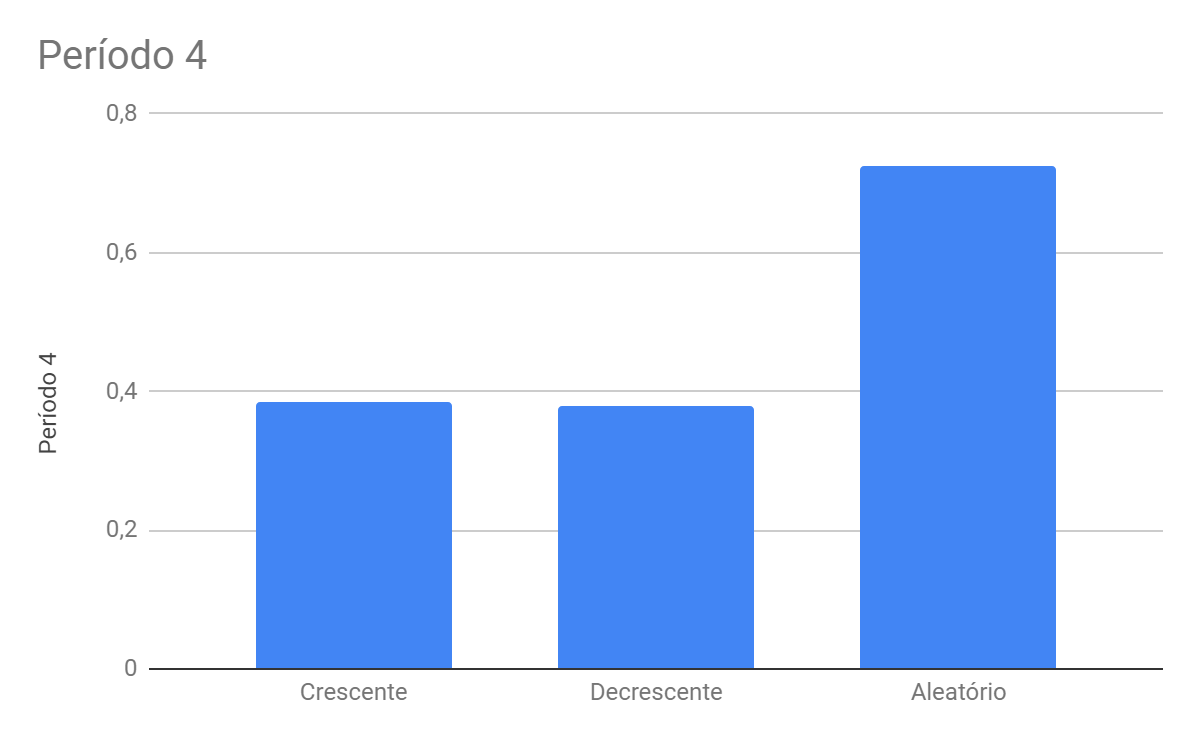 Período 4
0,8
0,6
0,4
0,2
0
Período 4
Crescente
Decrescente
Aleatório